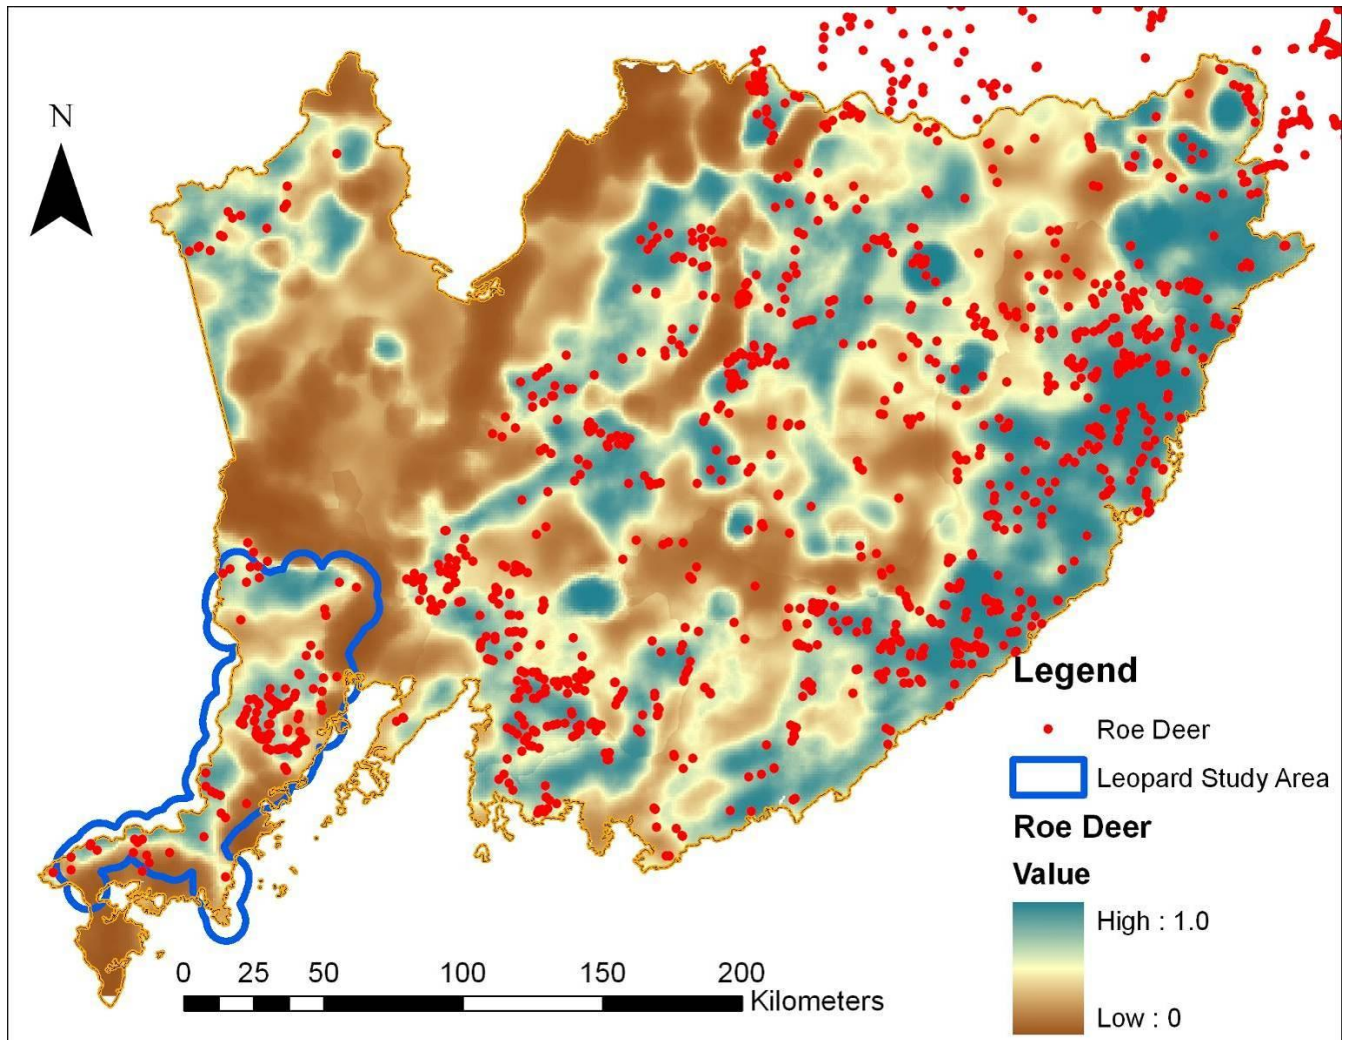 N
Legend
Roe Deer
Leopard Study Area
Roe Deer
Value
High : 1.0
Low : 0
0 25 50 100 150 200
Kilometers